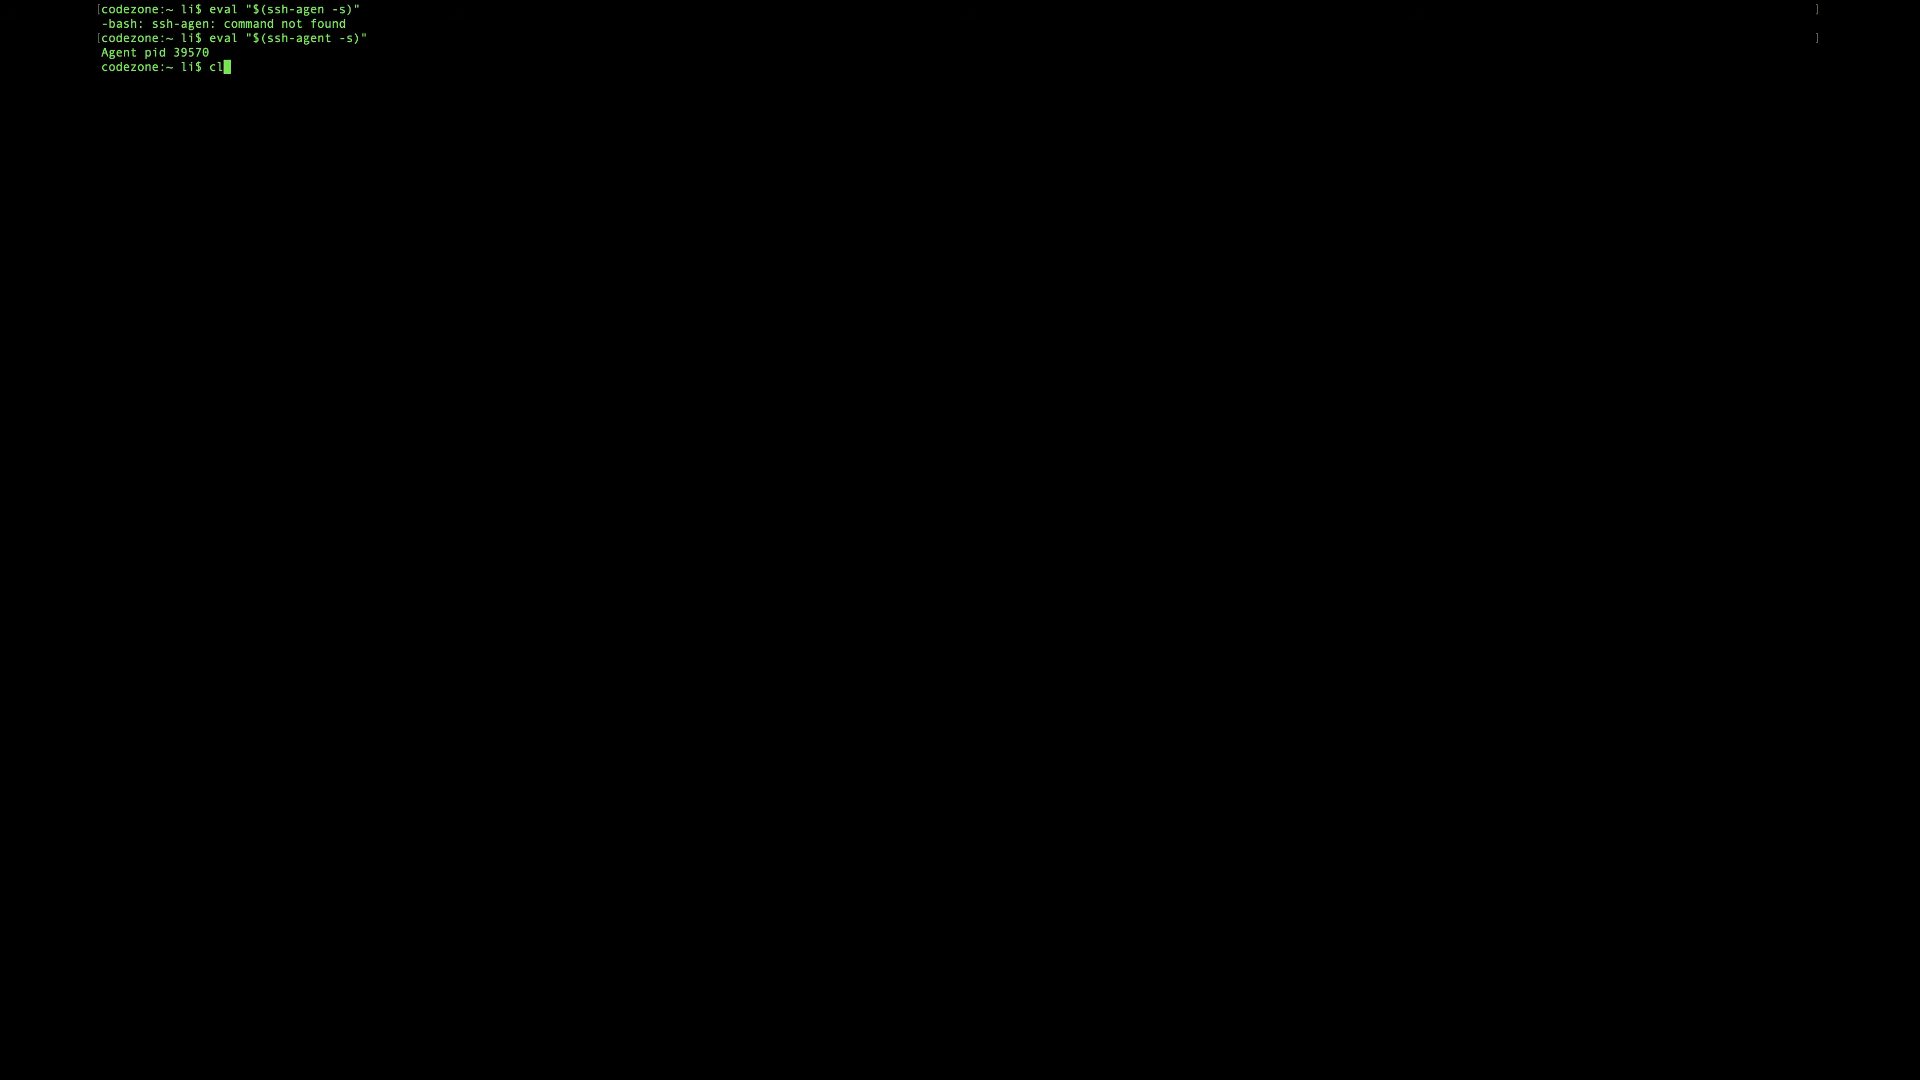 [codezone:~ li$ eval "$(ssh-agen -s)" ]
-bash: ssh-agen: command not found
[codezone:~ li$ eval "$(ssh-agent -s)" ]
Agent pid 39570
codezone:~ li$ cl